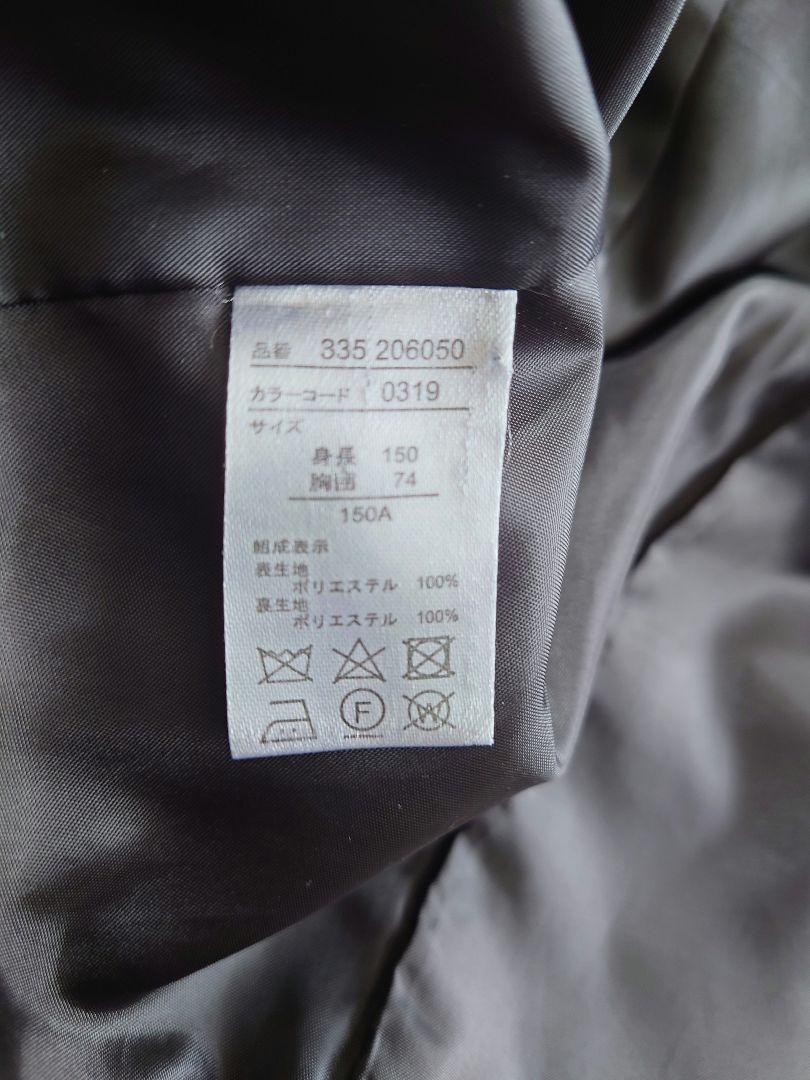 品番 335 206050
カラーコード 0319
サイズ
身長 150
胸囲 74
150A
組成表示
表生地
ポリエステル 100%
裏生地
ポリエステル 100%
F
W